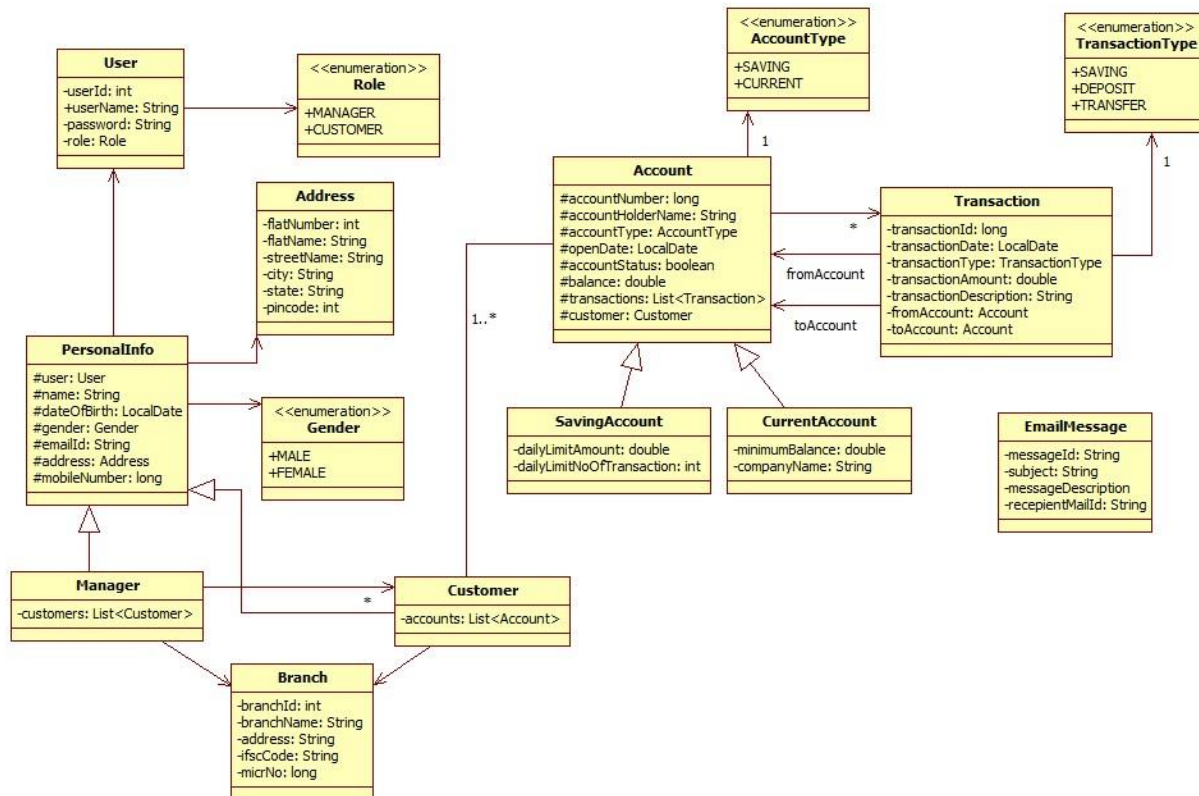 <<enumeration>>
AccountType
+SAVING
+CURRENT
<<enumeration>>
TransactionType
+SAVING
+DEPOSIT
+TRANSFER
User
-userId: int
+userName: String
-password: String
-role: Role
<<enumeration>>
Role
+MANAGER
+CUSTOMER
1
1
Account
#accountNumber: long
#accountHolderName: String
#accountType: AccountType
#openDate: LocalDate
#accountStatus: boolean
#balance: double
#transactions: List<Transaction>
#customer: Customer
Address
-flatNumber: int
-flatName: String
-streetName: String
-city: String
-state: String
-pincode: int
Transaction
-transactionId: long
-transactionDate: LocalDate
-transactionType: TransactionType
-transactionAmount: double
-transactionDescription: String
-fromAccount: Account
-toAccount: Account
*
fromAccount
toAccount
1..*
PersonalInfo
#user: User
#name: String
#dateOfBirth: LocalDate
#gender: Gender
#emailId: String
#address: Address
#mobileNumber: long
<<enumeration>>
Gender
+MALE
+FEMALE
SavingAccount
-dailyLimitAmount: double
-dailyLimitNoOfTransaction: int
CurrentAccount
-minimumBalance: double
-companyName: String
EmailMessage
-messageId: String
-subject: String
-messageDescription
-recepientMailId: String
Manager
-customers: List<Customer>
*
Customer
-accounts: List<Account>
Branch
-branchId: int
-branchName: String
-address: String
-ifscCode: String
-micrNo: long